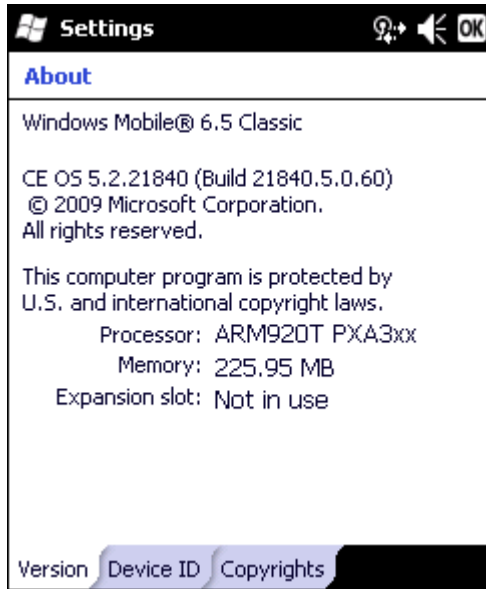 Settings
OK
About
Windows Mobile® 6.5 Classic
CE OS 5.2.21840 (Build 21840.5.0.60)
© 2009 Microsoft Corporation.
All rights reserved.
This computer program is protected by
U.S. and international copyright laws.
Processor: ARM920T PXA3xx
Memory: 225.95 MB
Expansion slot: Not in use
Version Device ID Copyrights